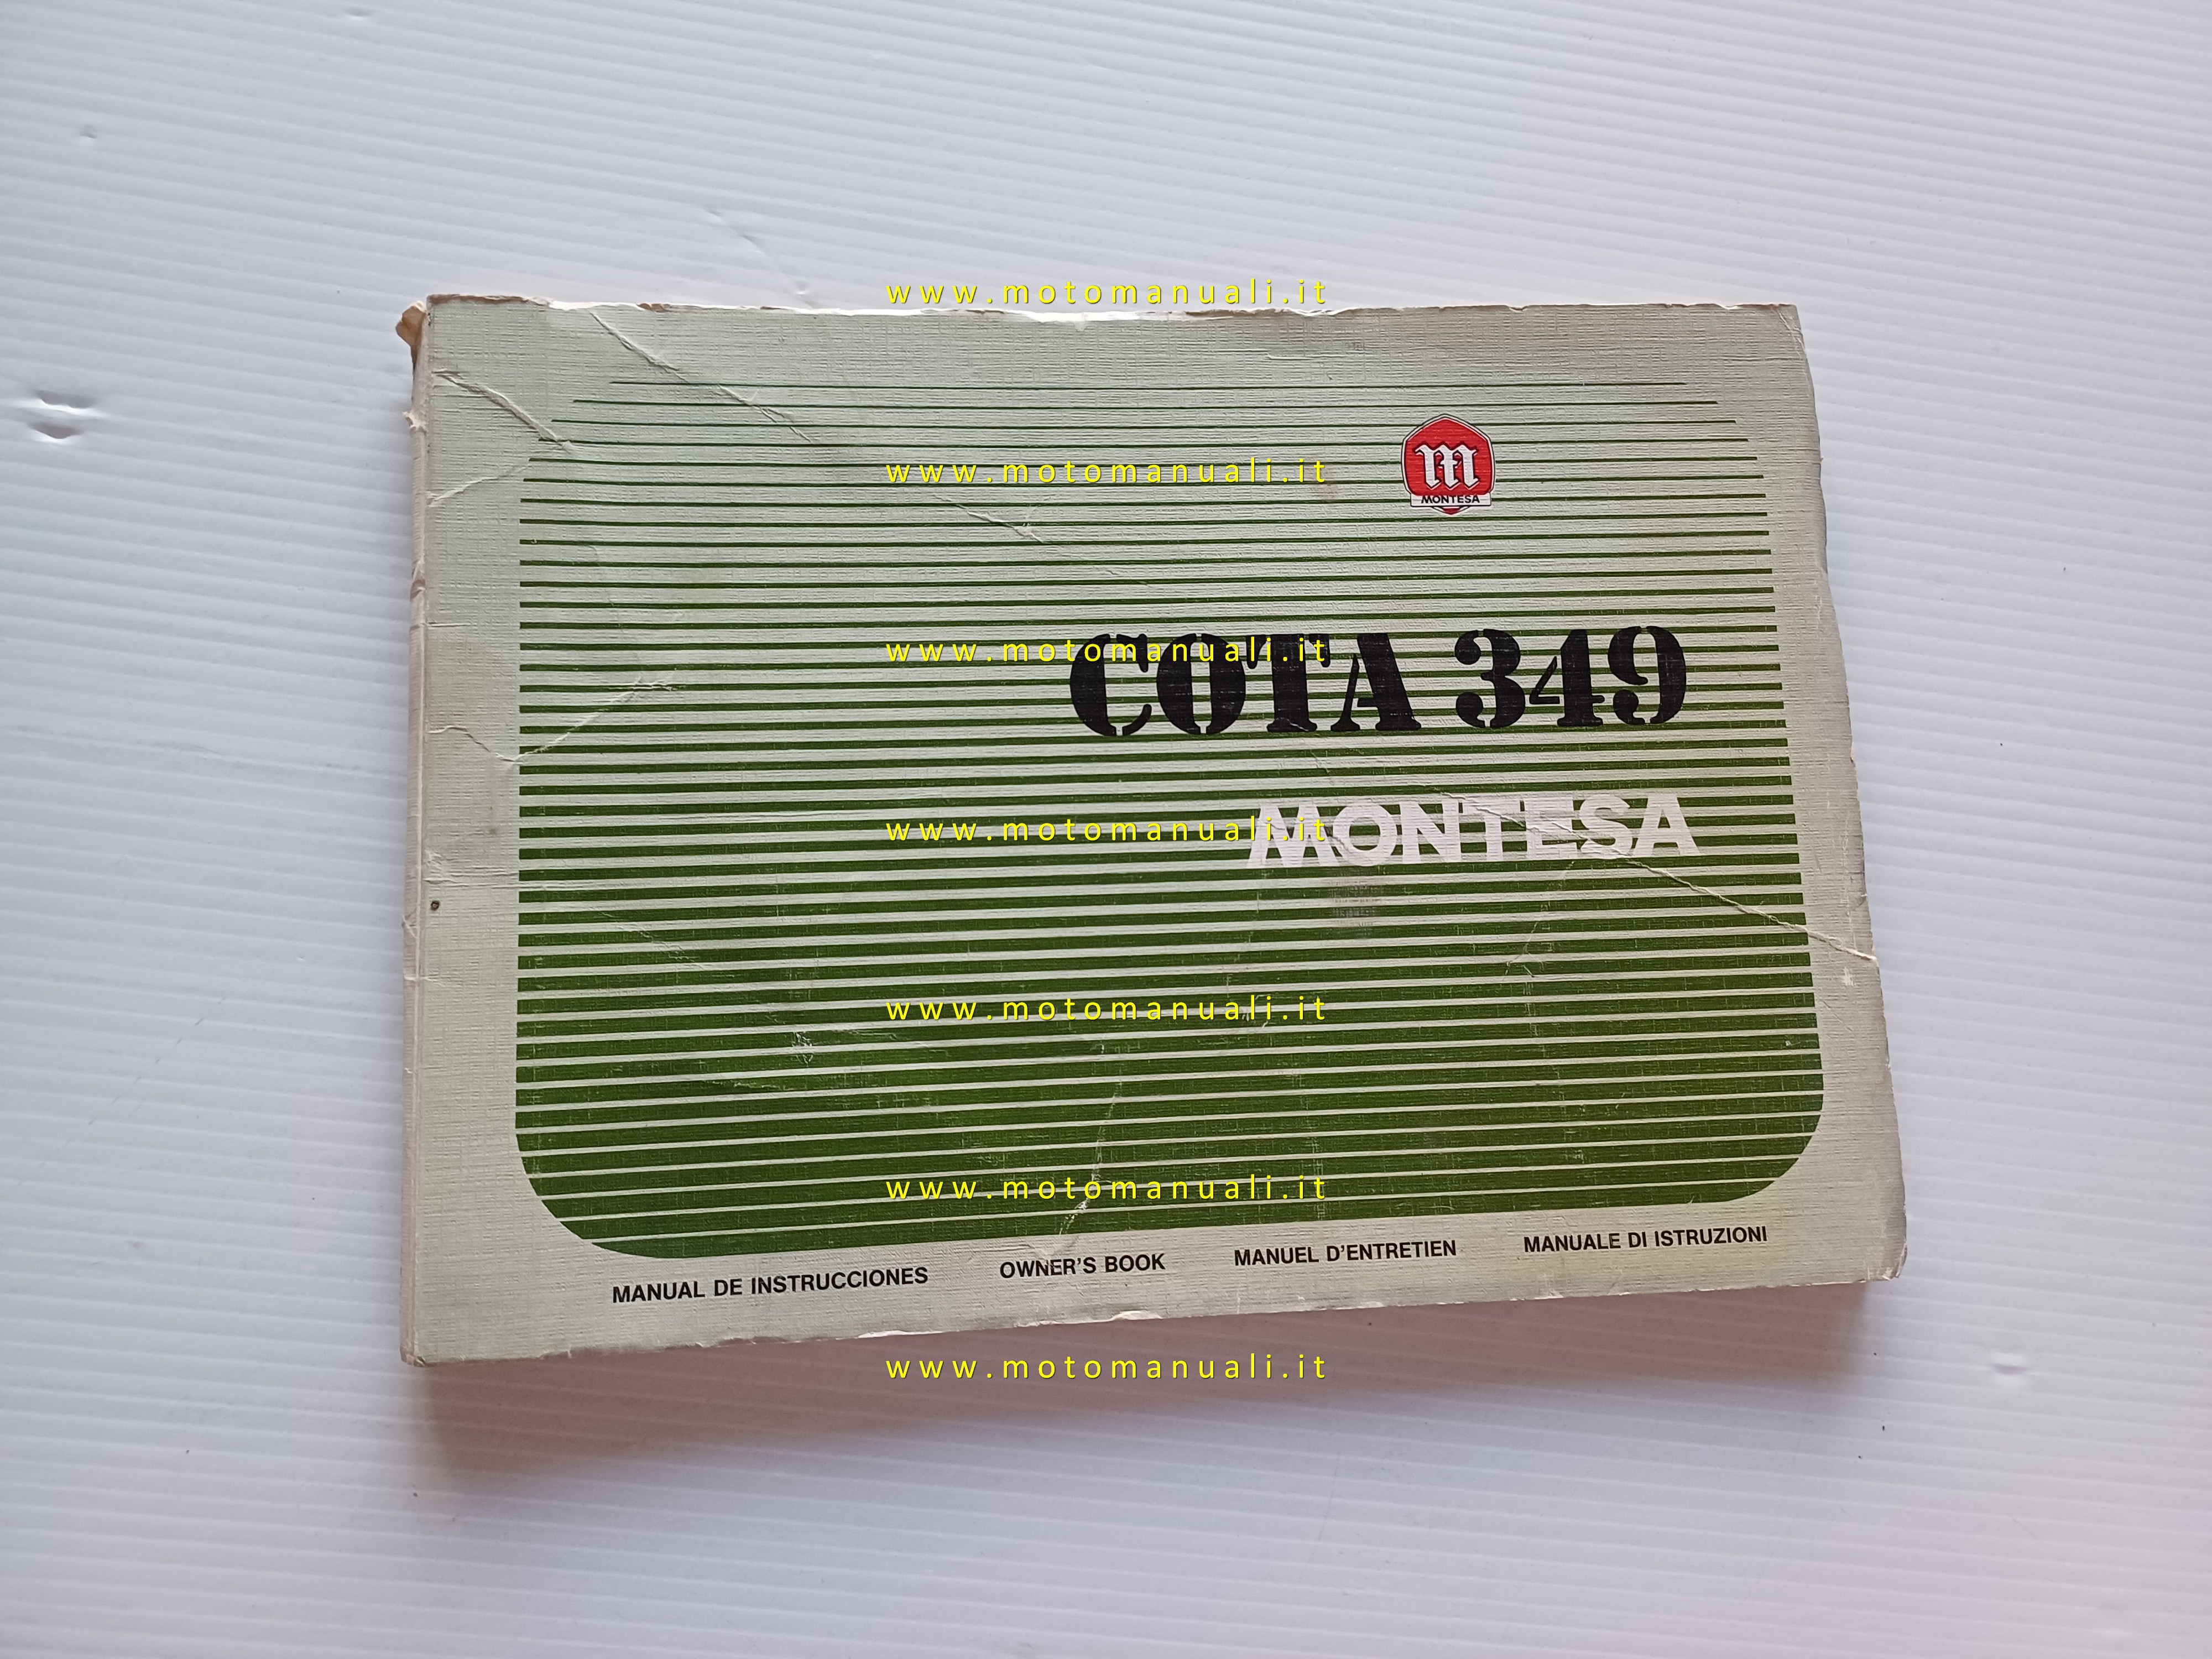 www.motomanuali.it
m
MONTESA
www.motomanuali.it
COTA 349
www.motomanuali.it
MONTESA
www.motomanuali.it
www.motomanuali.it
www.motomanuali.it
MANUAL DE INSTRUCCIONES OWNER'S BOOK MANUEL D'ENTRETIEN MANUALE DI ISTRUZIONI
www.motomanuali.it